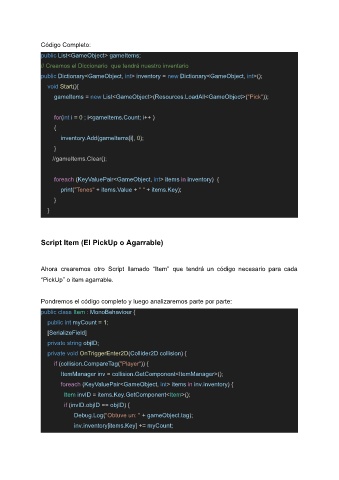 Código Completo:
public List<GameObject> gameItems;
// Creamos el Diccionario que tendrá nuestro inventario
public Dictionary<GameObject, int> inventory = new Dictionary<GameObject, int>();
void Start(){
gameItems = new List<GameObject>(Resources.LoadAll<GameObject>("Pick"));
for(int i = 0 ; i<gameItems.Count; i++ )
{
inventory.Add(gameItems[i], 0);
}
//gameItems.Clear();
foreach (KeyValuePair<GameObject, int> items in inventory) {
print("Tenes" + items.Value + " " + items.Key);
}
}
Script Item (El PickUp o Agarrable)
Ahora crearemos otro Script llamado "Item" que tendrá un código necesario para cada
"PickUp" o item agarrable.
Pondremos el código completo y luego analizaremos parte por parte:
public class Item : MonoBehaviour {
public int myCount = 1;
[SerializeField]
private string objID;
private void OnTriggerEnter2D(Collider2D collision) {
if (collision.CompareTag("Player")) {
ItemManager inv = collision.GetComponent<ItemManager>();
foreach (KeyValuePair<GameObject, int> items in inv.inventory) {
Item invID = items.Key.GetComponent<Item>();
if (invID.objID == objID) {
Debug.Log("Obtuve un: " + gameObject.tag);
inv.inventory[items.Key] += myCount;